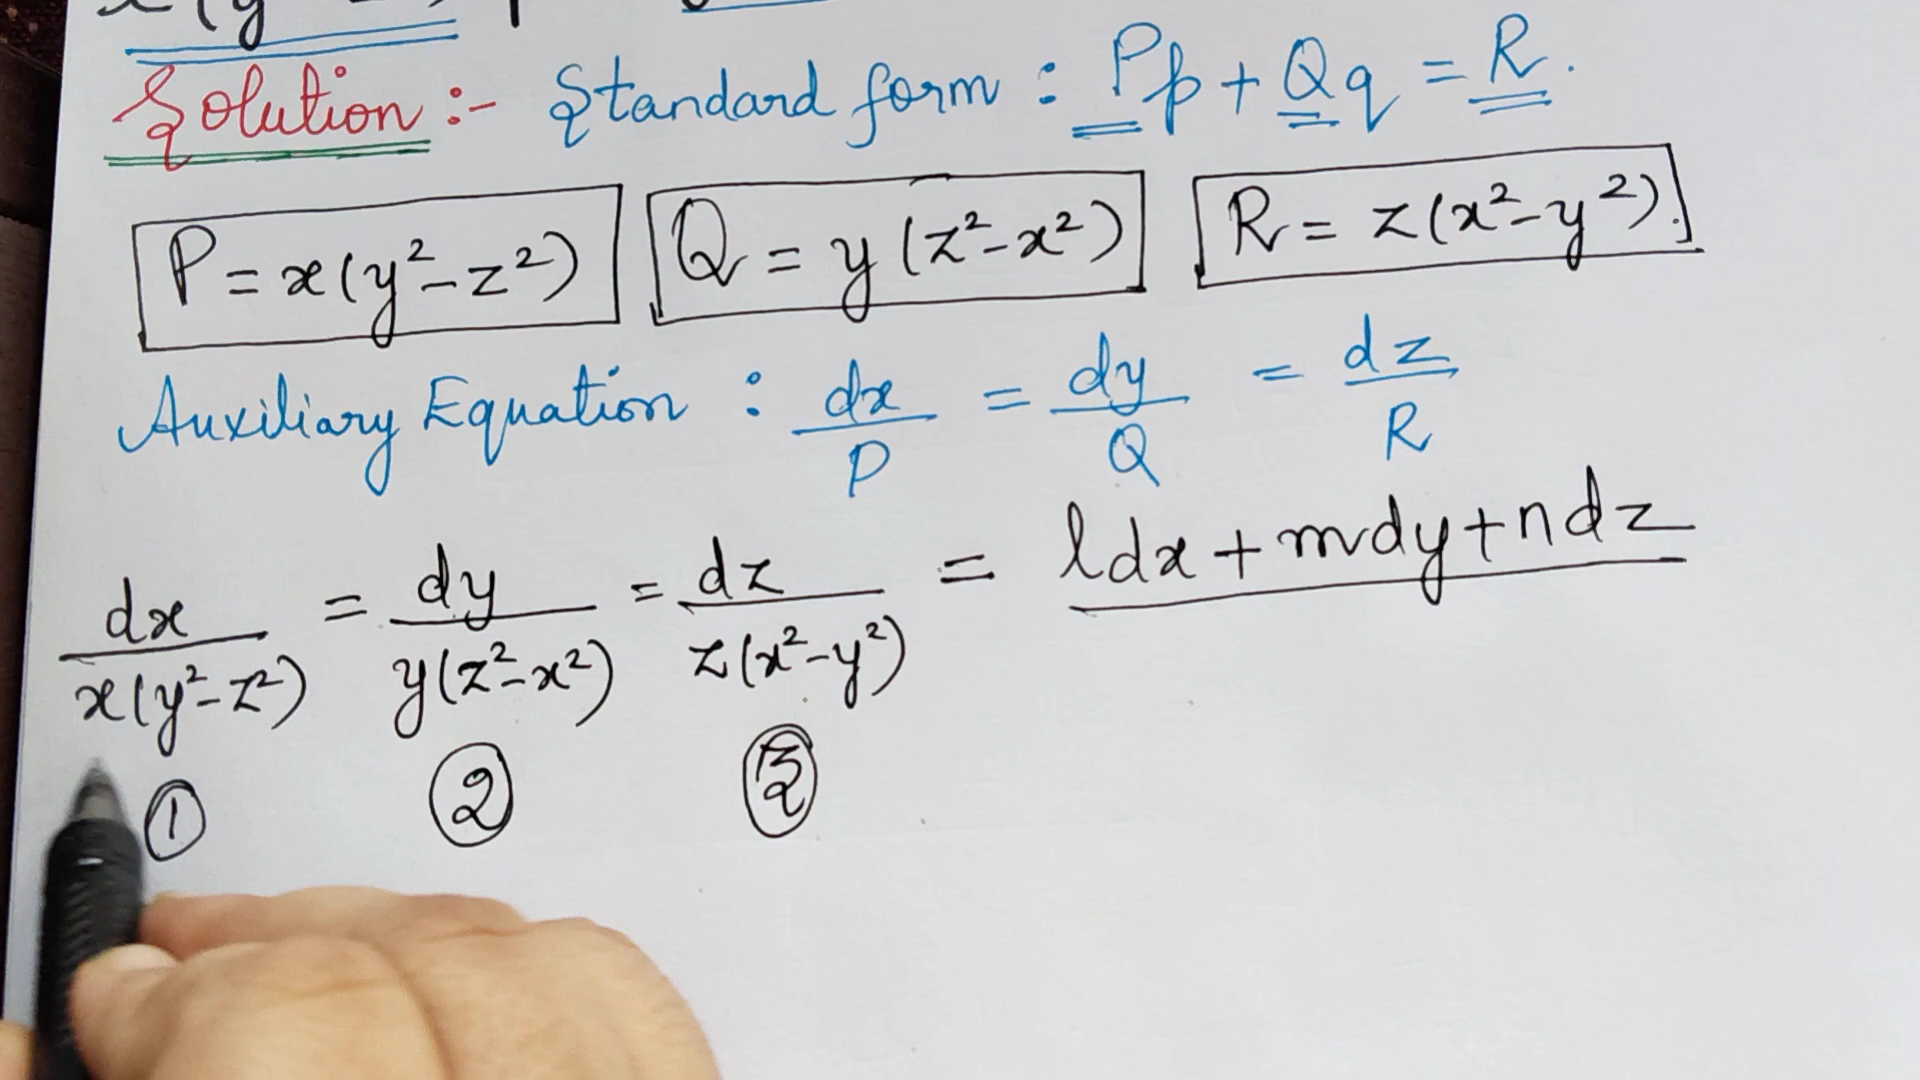 x(y
Solution :- Standard form : Pp + Qq = R.
P = x(y²-z²) Q = y(z²-x²) R = z(x²-y²).
Auxiliary Equation : dx/P = dy/Q = dz/R
dx/x(y²-z²) = dy/y(z²-x²) = dz/z(x²-y²) = ldx + mdy + ndz
① ② ③